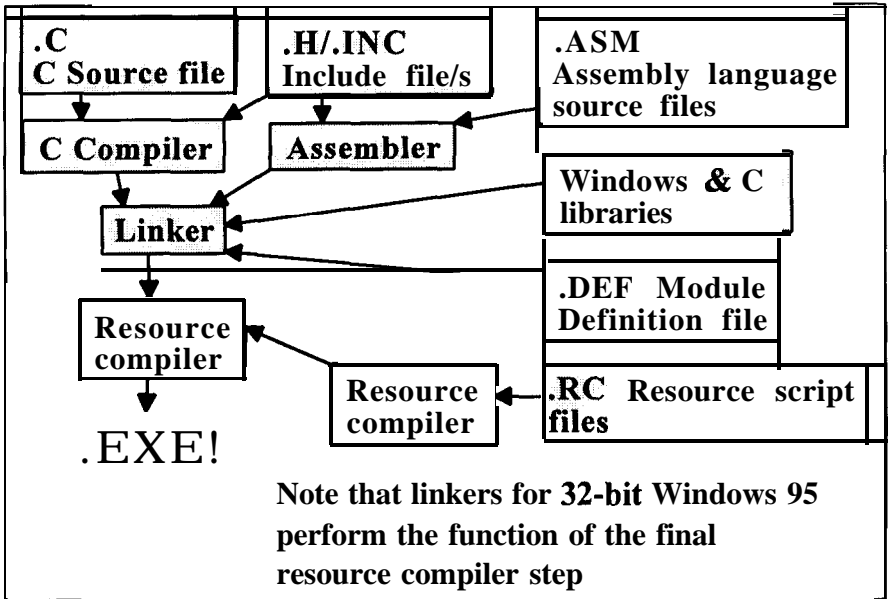 .C
C Source file
.H/.INC
Include file/s
.ASM
Assembly language
source files
C Compiler
Assembler
Windows & C
libraries
Linker
.DEF Module
Definition file
Resource
compiler
Resource
compiler
.RC Resource script
files
.EXE!
Note that linkers for 32-bit Windows 95
perform the function of the final
resource compiler step